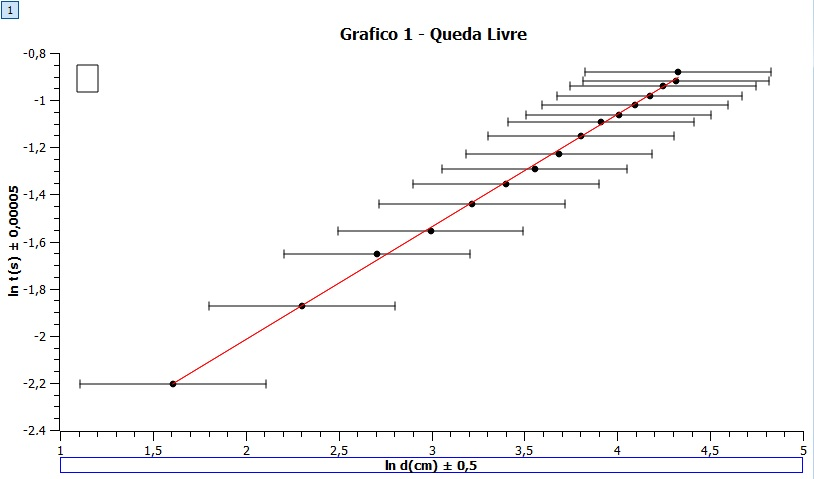 1
Grafico 1 - Queda Livre
-0,8
-1
-1,2
-1,4
-1,6
-1,8
-2
-2,2
-2.4
ln t(s) ± 0,00005
1 1,5 2 2,5 3 3,5 4 4,5 5
ln d(cm) ± 0,5